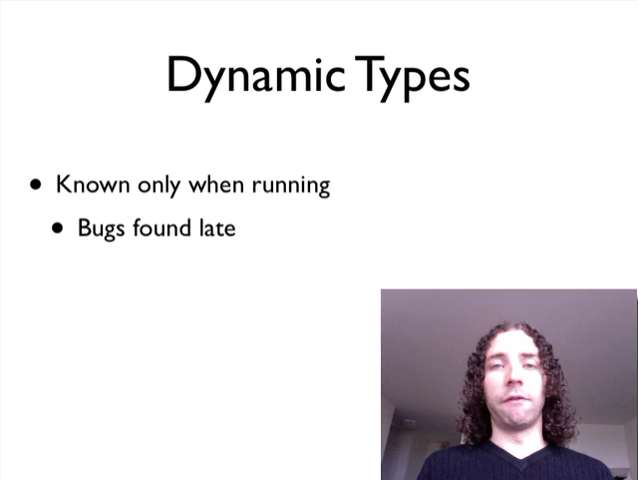 Dynamic Types
• Known only when running
• Bugs found late